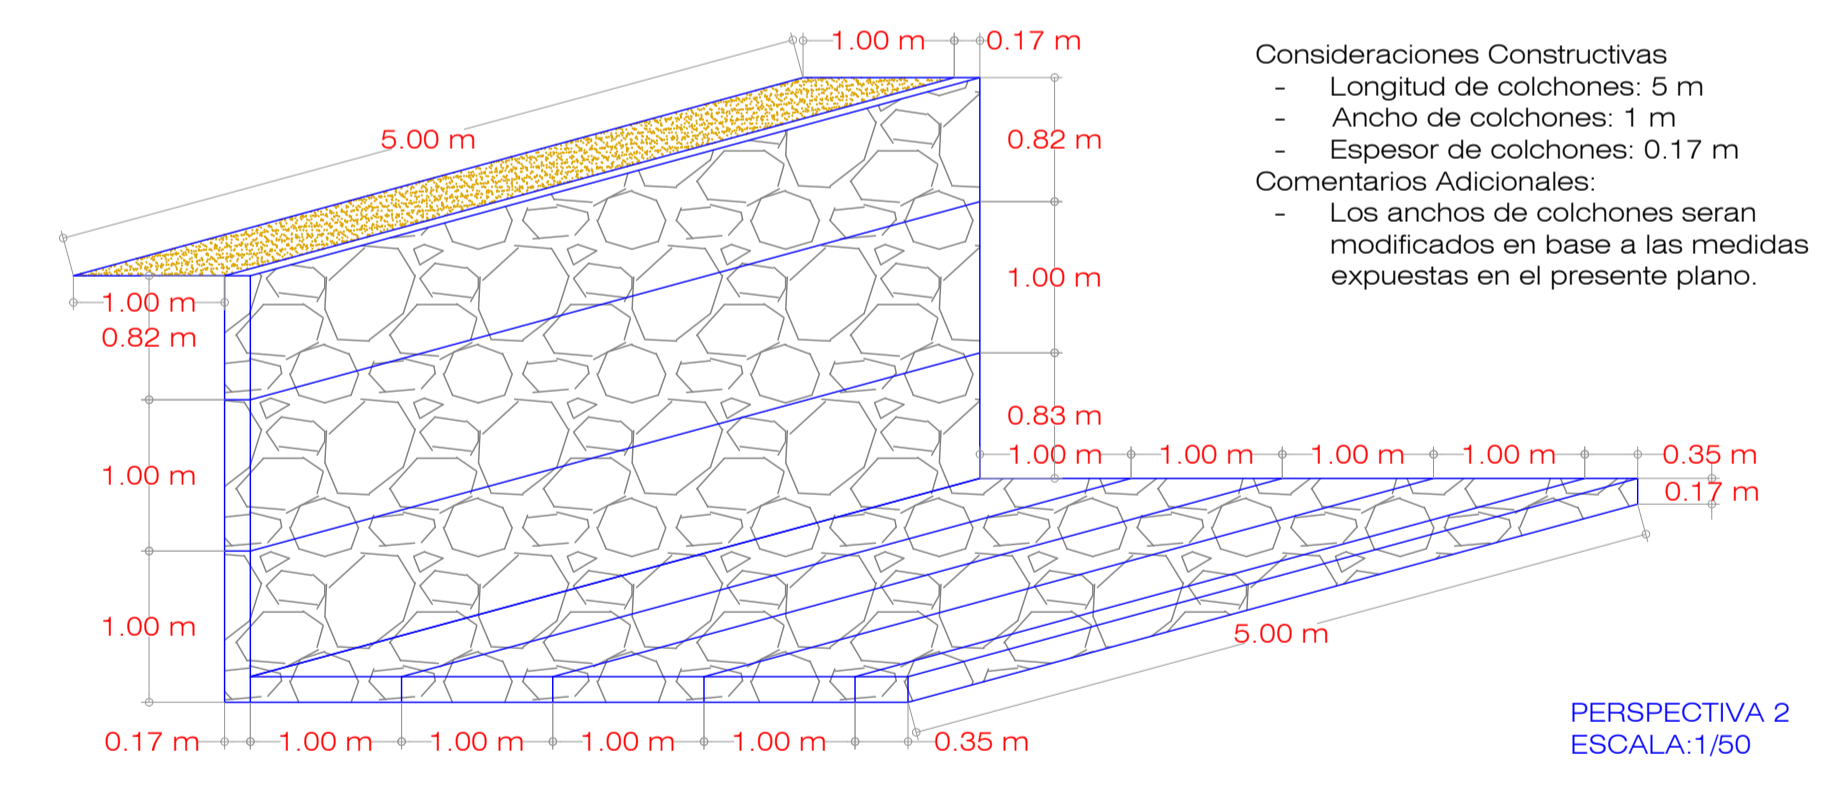 1.00 m
0.17 m
Consideraciones Constructivas
- Longitud de colchones: 5 m
- Ancho de colchones: 1 m
- Espesor de colchones: 0.17 m
Comentarios Adicionales:
- Los anchos de colchones seran
modificados en base a las medidas
expuestas en el presente plano.
5.00 m
0.82 m
1.00 m
1.00 m
0.82 m
0.83 m
1.00 m
1.00 m
1.00 m
1.00 m
0.35 m
0.17 m
1.00 m
1.00 m
5.00 m
0.17 m
1.00 m
1.00 m
1.00 m
1.00 m
0.35 m
PERSPECTIVA 2
ESCALA:1/50